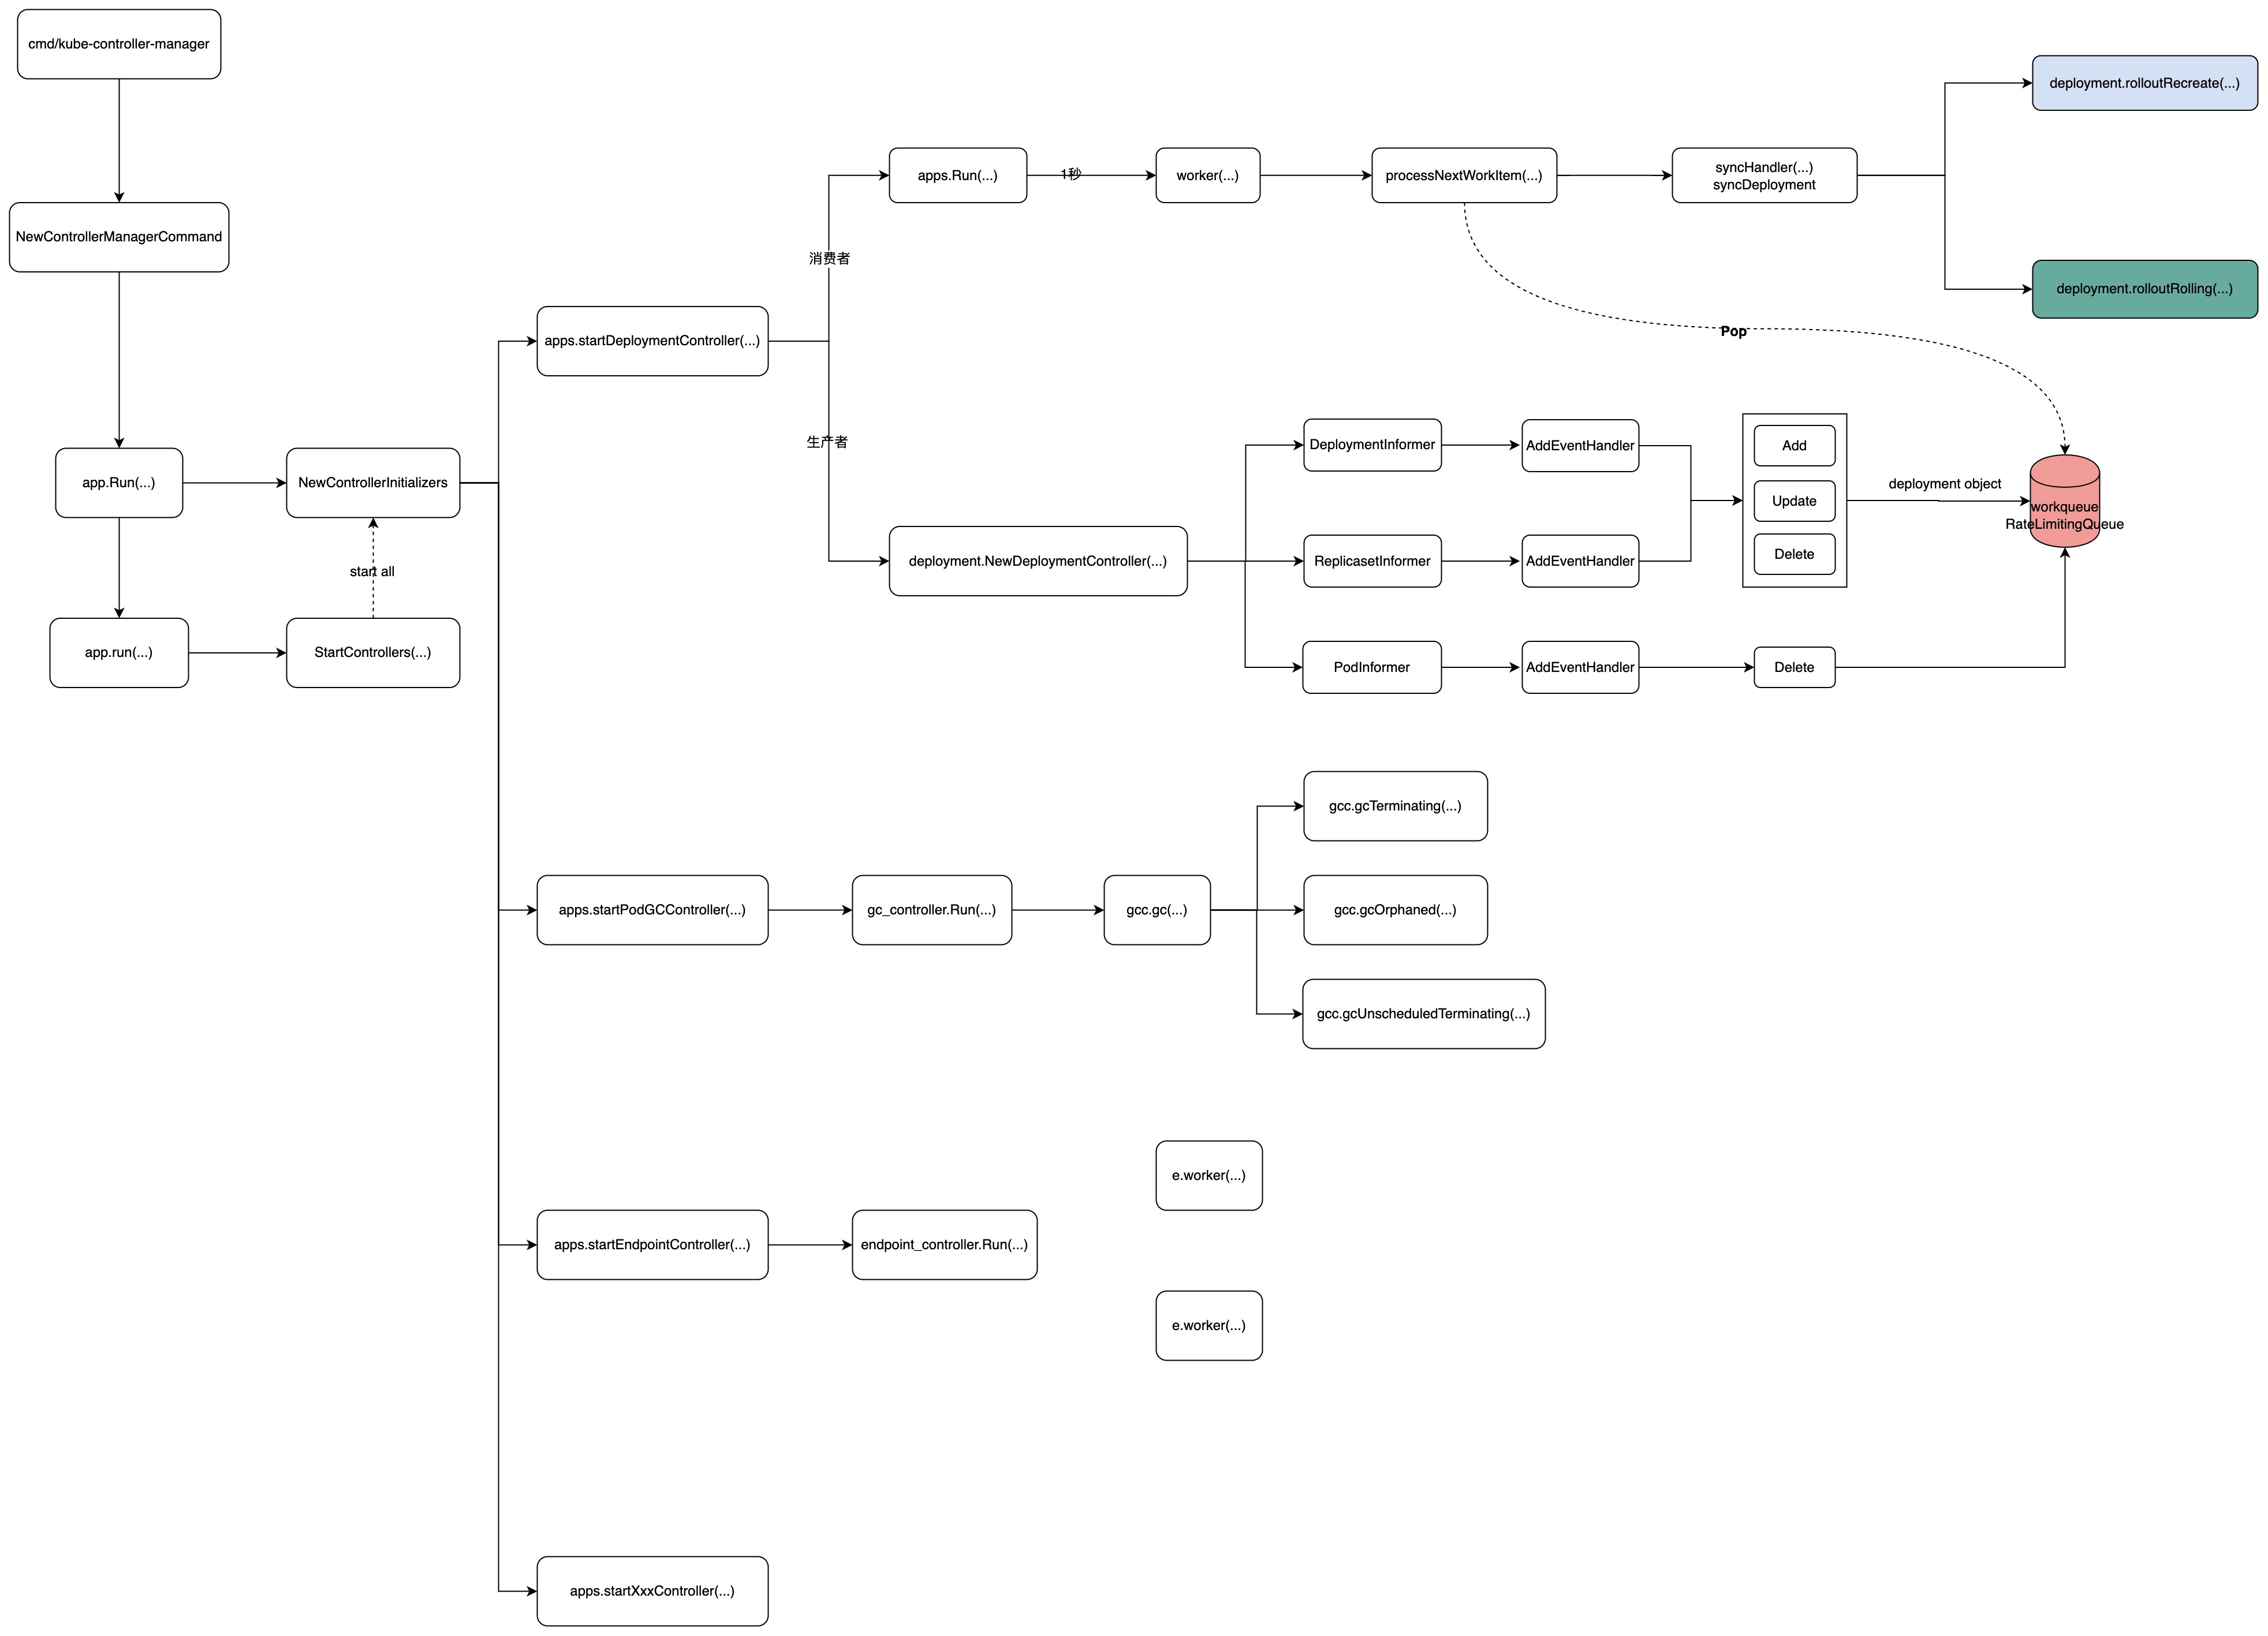 cmd/kube-controller-manager
NewControllerManagerCommand
app.Run(...)
NewControllerInitializers
start all
app.run(...)
StartControllers(...)
apps.startDeploymentController(...)
消费者
生产者
apps.Run(...)
1秒
worker(...)
processNextWorkItem(...)
syncHandler(...)
syncDeployment
deployment.rolloutRecreate(...)
deployment.rolloutRolling(...)
Pop
deployment.NewDeploymentController(...)
DeploymentInformer
AddEventHandler
ReplicasetInformer
AddEventHandler
PodInformer
AddEventHandler
Add
Update
Delete
Delete
deployment object
workqueue
RateLimitingQueue
apps.startPodGCController(...)
gc_controller.Run(...)
gcc.gc(...)
gcc.gcTerminating(...)
gcc.gcOrphaned(...)
gcc.gcUnscheduledTerminating(...)
apps.startEndpointController(...)
endpoint_controller.Run(...)
e.worker(...)
e.worker(...)
apps.startXxxController(...)